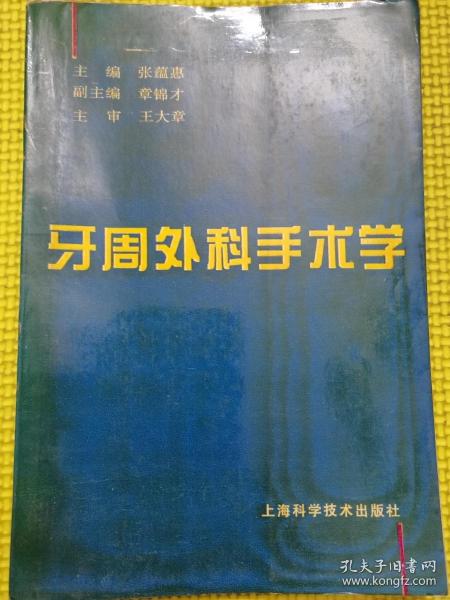 主 编 张蕴惠
副主编 章锦才
主 审 王大章
牙周外科手术学
上海科学技术出版社
孔夫子旧书网
www.kongfz.com